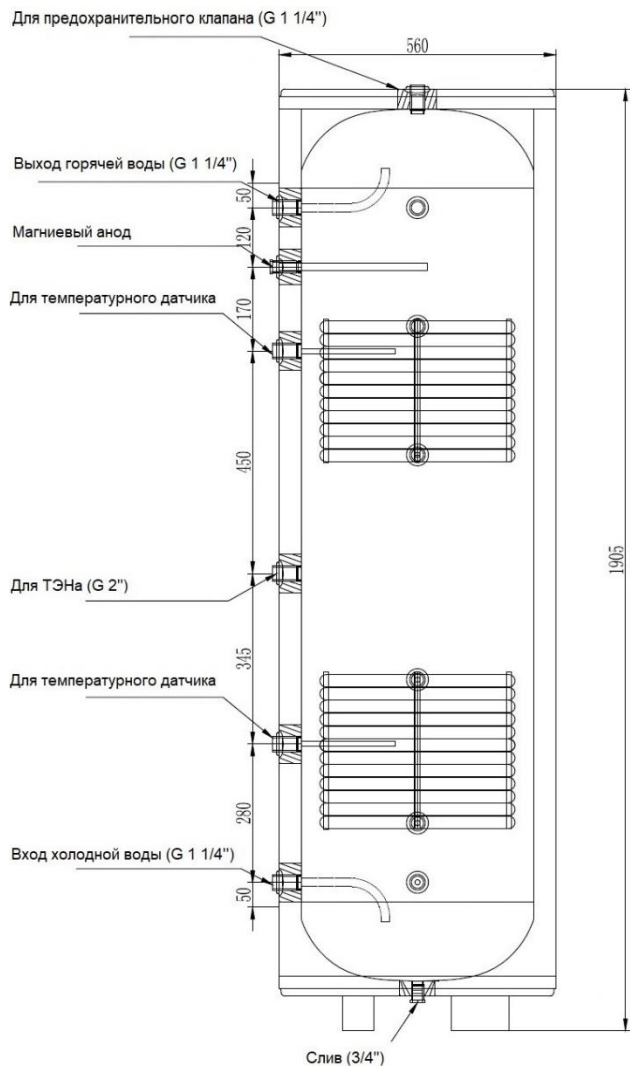 Для предохранительного клапана (G 1 1/4")
560
Выход горячей воды (G 1 1/4")
50
Магниевый анод
120
Для температурного датчика
170
450
1905
Для ТЭНа (G 2")
345
Для температурного датчика
280
Вход холодной воды (G 1 1/4")
50
Слив (3/4")